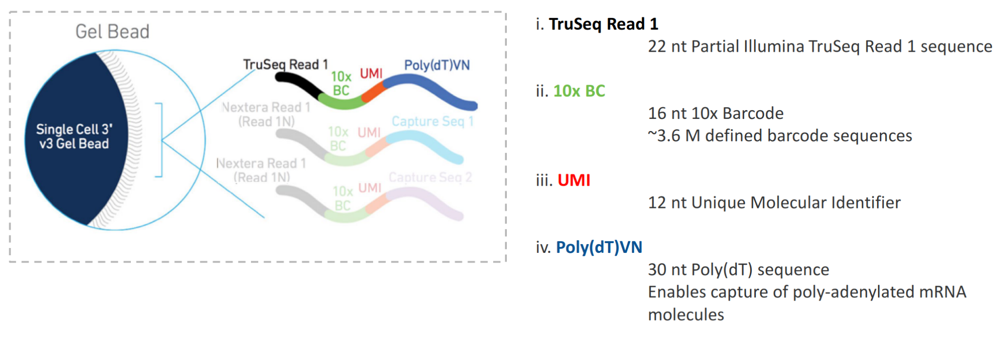 Gel Bead
Single Cell 3'
v3 Gel Bead
TruSeq Read 1
10x
BC
UMI
Poly(dT)VN
Nextera Read 1
(Read 1N)
10x
BC
UMI
Capture Seq 1
Nextera Read 1
(Read 1N)
10x
BC
UMI
Capture Seq 2
i. TruSeq Read 1
22 nt Partial Illumina TruSeq Read 1 sequence
ii. 10x BC
16 nt 10x Barcode
~3.6 M defined barcode sequences
iii. UMI
12 nt Unique Molecular Identifier
iv. Poly(dT)VN
30 nt Poly(dT) sequence
Enables capture of poly-adenylated mRNA
molecules